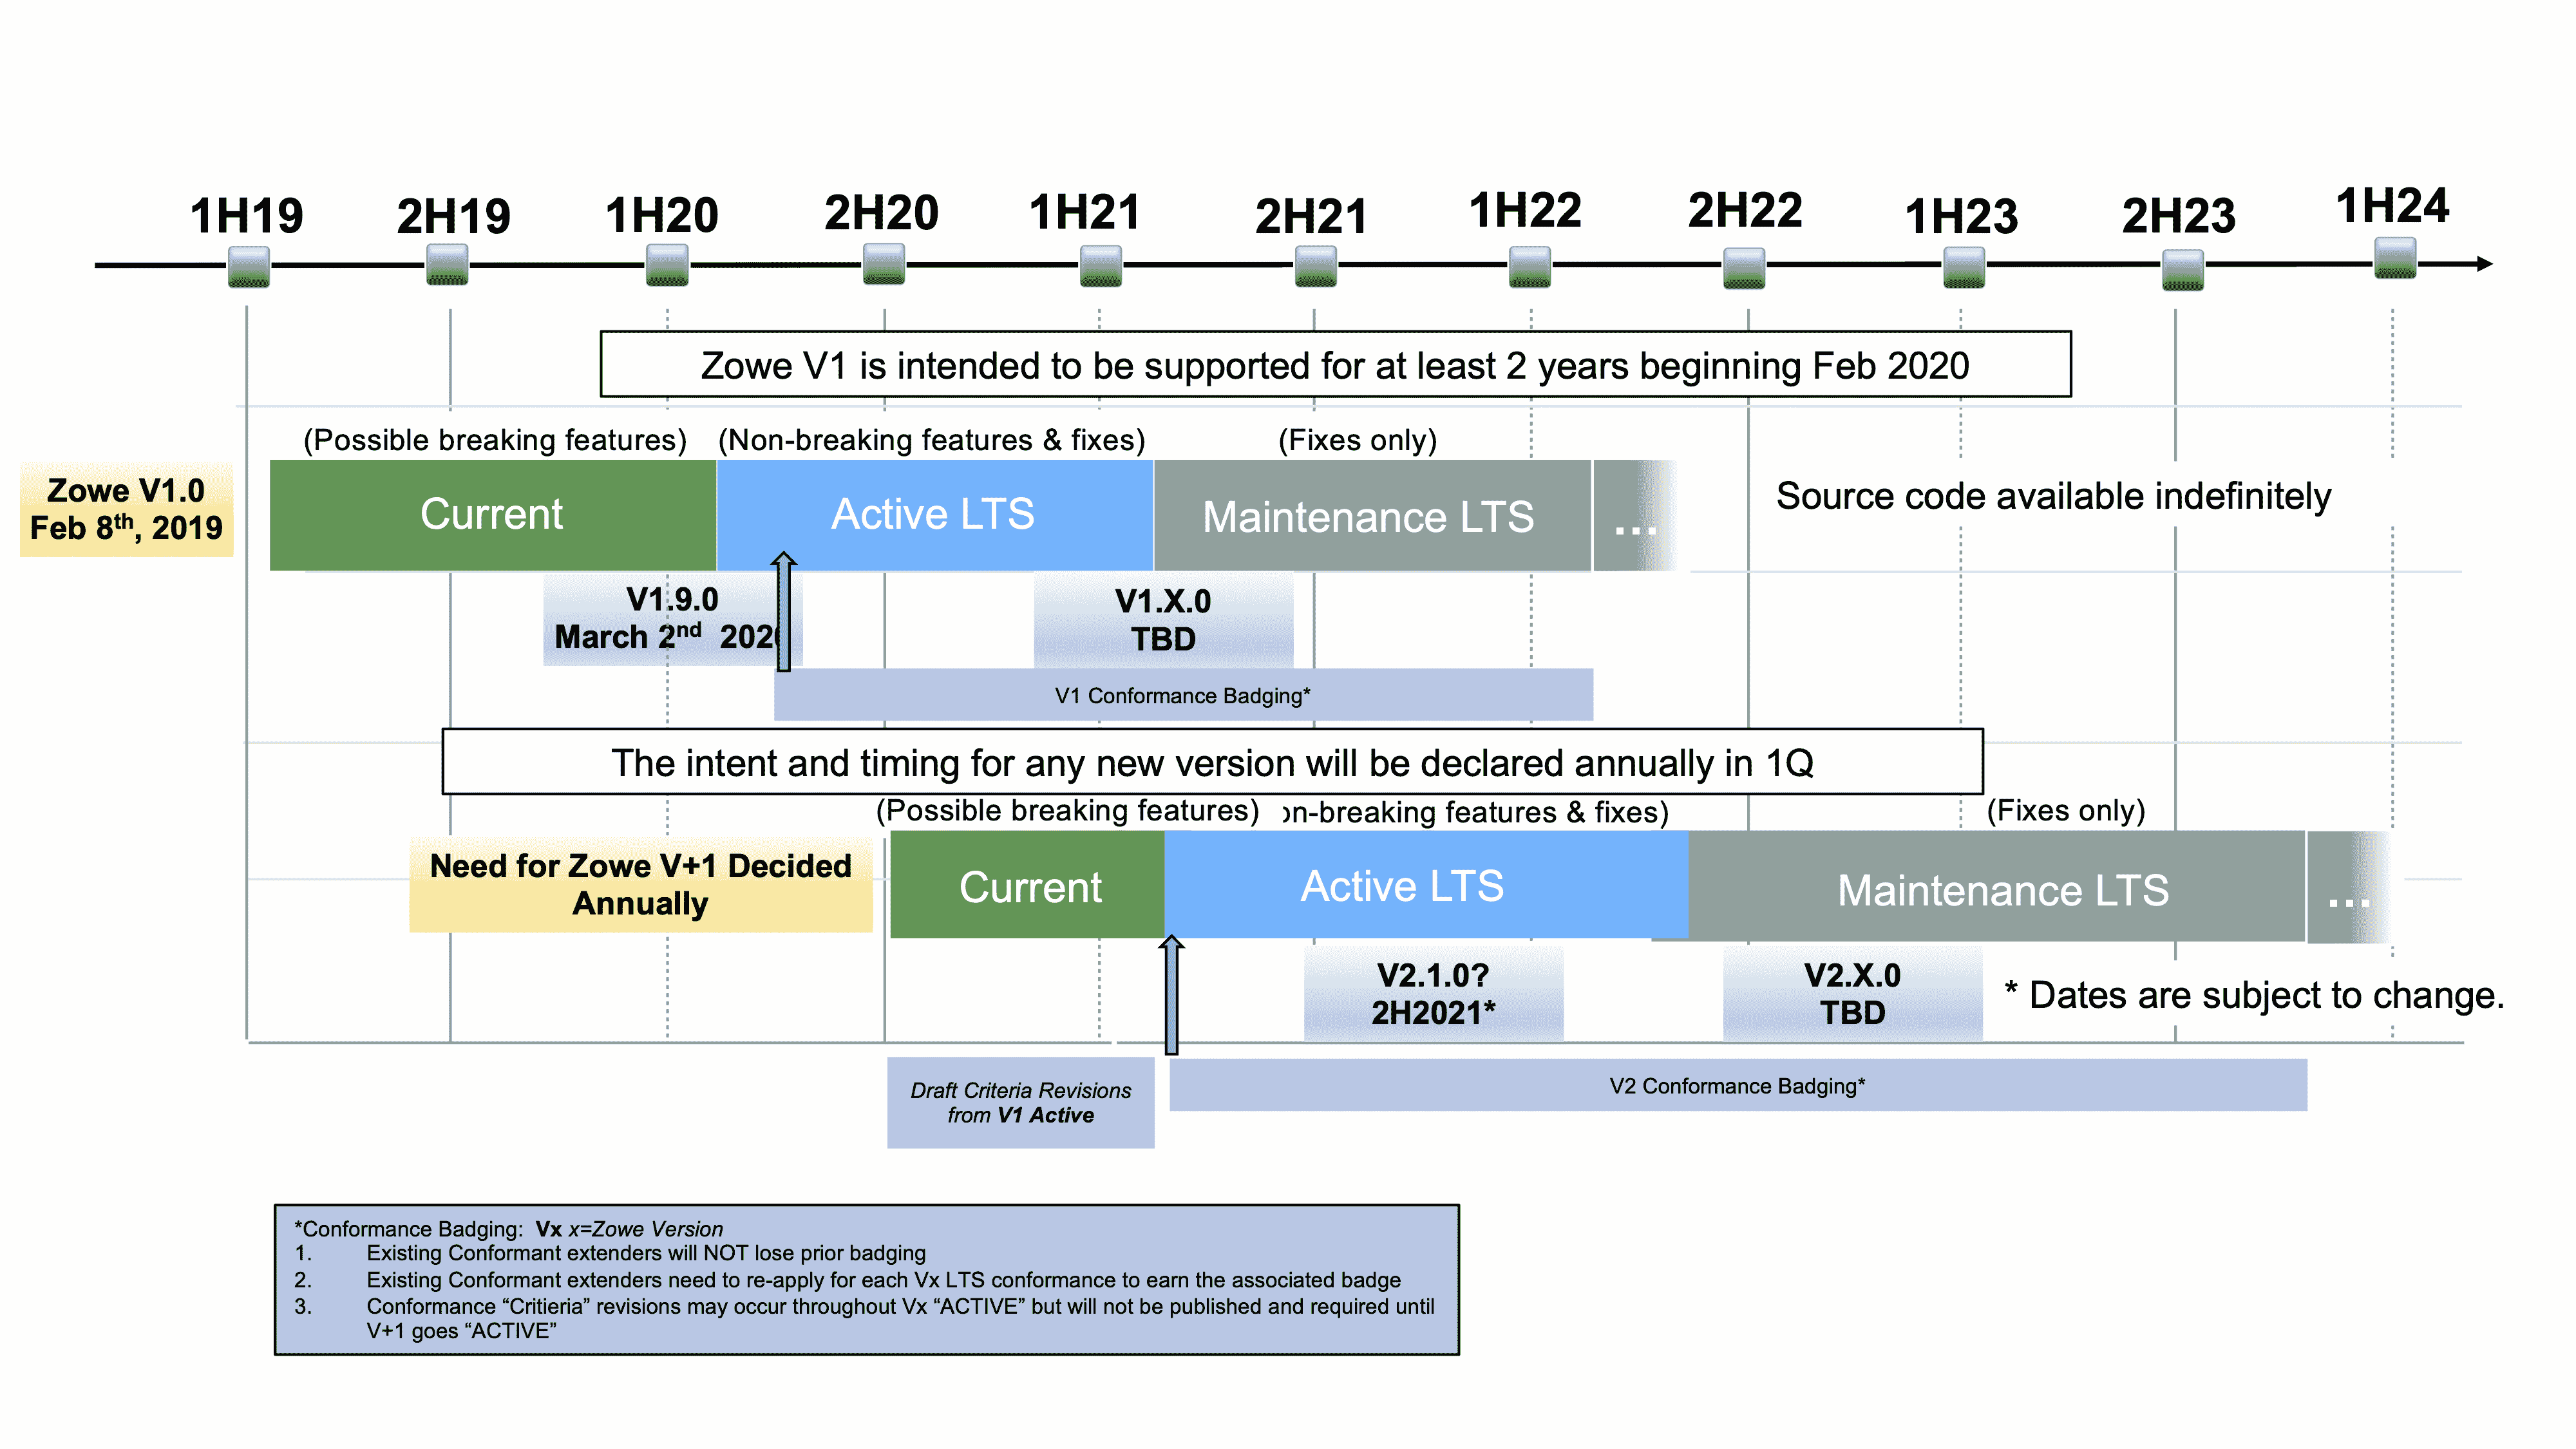 1H19 2H19 1H20 2H20 1H21 2H21 1H22 2H22 1H23 2H23 1H24
Zowe V1 is intended to be supported for at least 2 years beginning Feb 2020
(Possible breaking features) (Non-breaking features & fixes) (Fixes only)
Zowe V1.0
Feb 8th, 2019
Current Active LTS Maintenance LTS ...
Source code available indefinitely
V1.9.0
March 2nd 202
V1.X.0
TBD
V1 Conformance Badging*
The intent and timing for any new version will be declared annually in 1Q
(Possible breaking features) on-breaking features & fixes) (Fixes only)
Need for Zowe V+1 Decided
Annually
Current Active LTS Maintenance LTS ...
V2.1.0?
2H2021*
V2.X.0
TBD
* Dates are subject to change.
Draft Criteria Revisions
from V1 Active
V2 Conformance Badging*
*Conformance Badging: Vx x=Zowe Version
1. Existing Conformant extenders will NOT lose prior badging
2. Existing Conformant extenders need to re-apply for each Vx LTS conformance to earn the associated badge
3. Conformance “Critieria” revisions may occur throughout Vx “ACTIVE” but will not be published and required until
V+1 goes “ACTIVE”